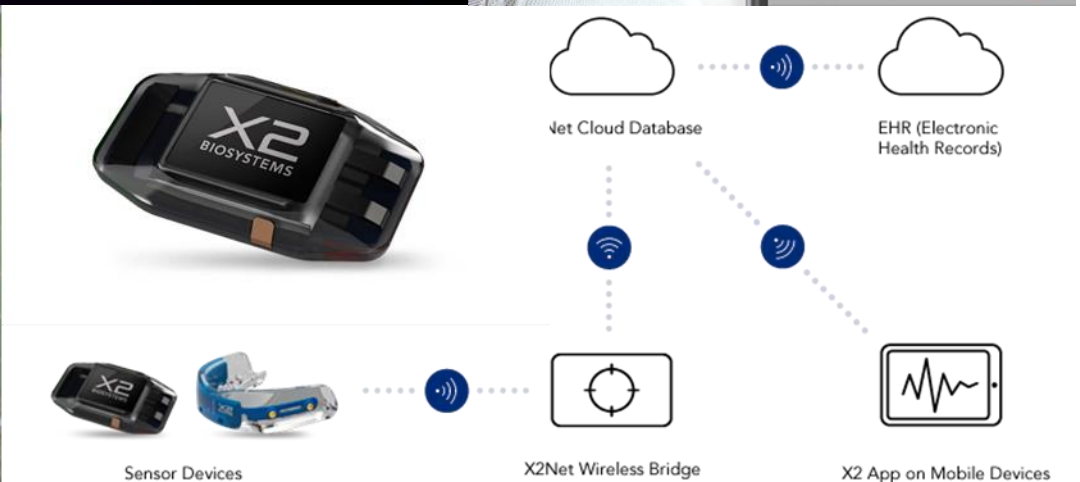 X2
BIOSYSTEMS
Net Cloud Database
EHR (Electronic
Health Records)
X2
BIOSYSTEMS
X2
Sensor Devices
X2Net Wireless Bridge
X2 App on Mobile Devices